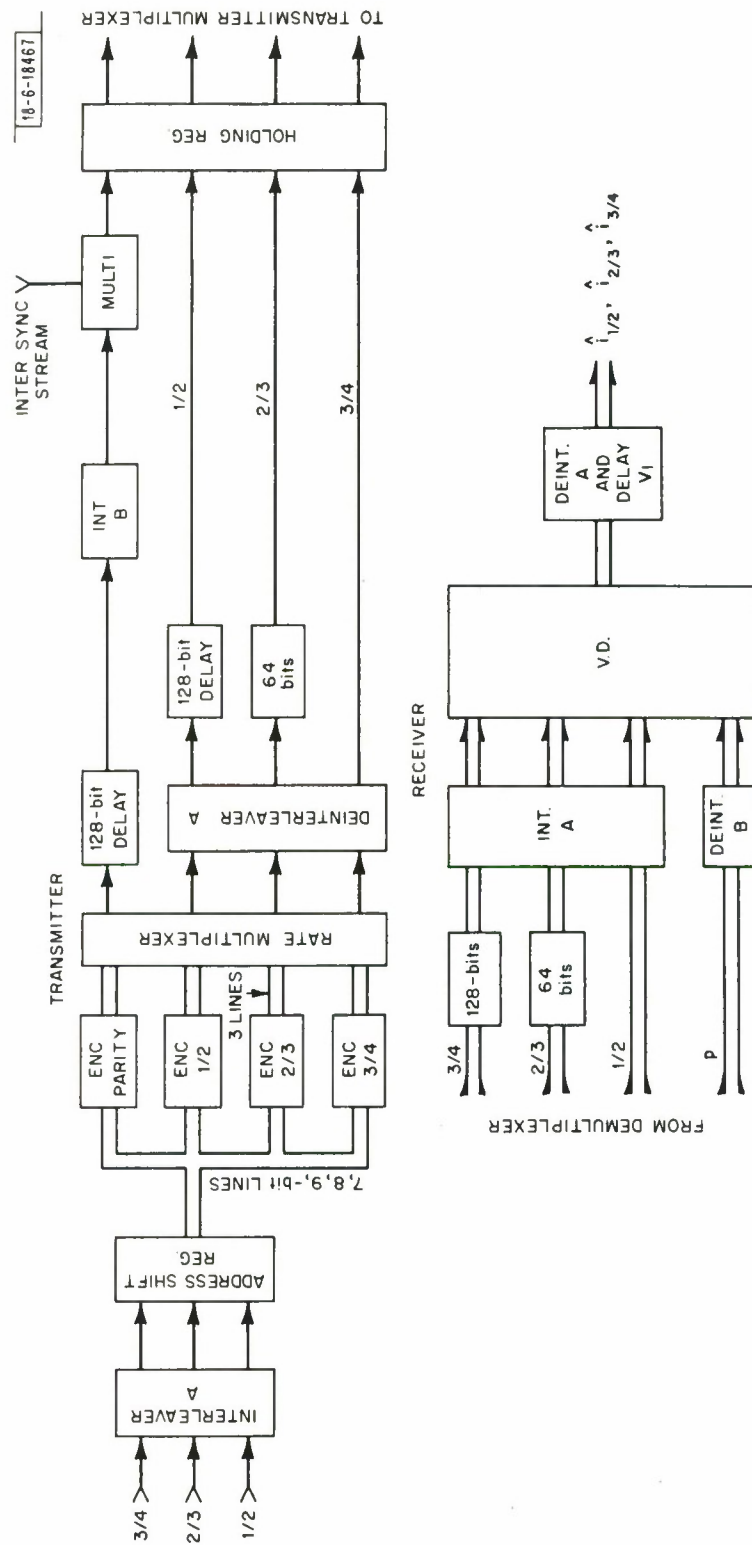 18-6-18467
TRANSMITTER
3/4
2/3
1/2
INTERLEAVER
A
ADDRESS SHIFT
REG.
7,8,9,-bit LINES
ENC
PARITY
ENC
1/2
ENC
2/3
ENC
3/4
3 LINES
RATE MULTIPLEXER
128-bit
DELAY
DEINTERLEAVER A
128-bit
DELAY
64
bits
INT
B
INTER SYNC
STREAM
MULTI
1/2
2/3
3/4
HOLDING REG.
TO TRANSMITTER MULTIPLEXER
RECEIVER
FROM DEMULTIPLEXER
3/4
2/3
1/2
p
128-bits
64
bits
INT.
A
DEINT.
B
V.D.
DEINT.
A
AND
DELAY
V1
î1/2, î2/3, î3/4